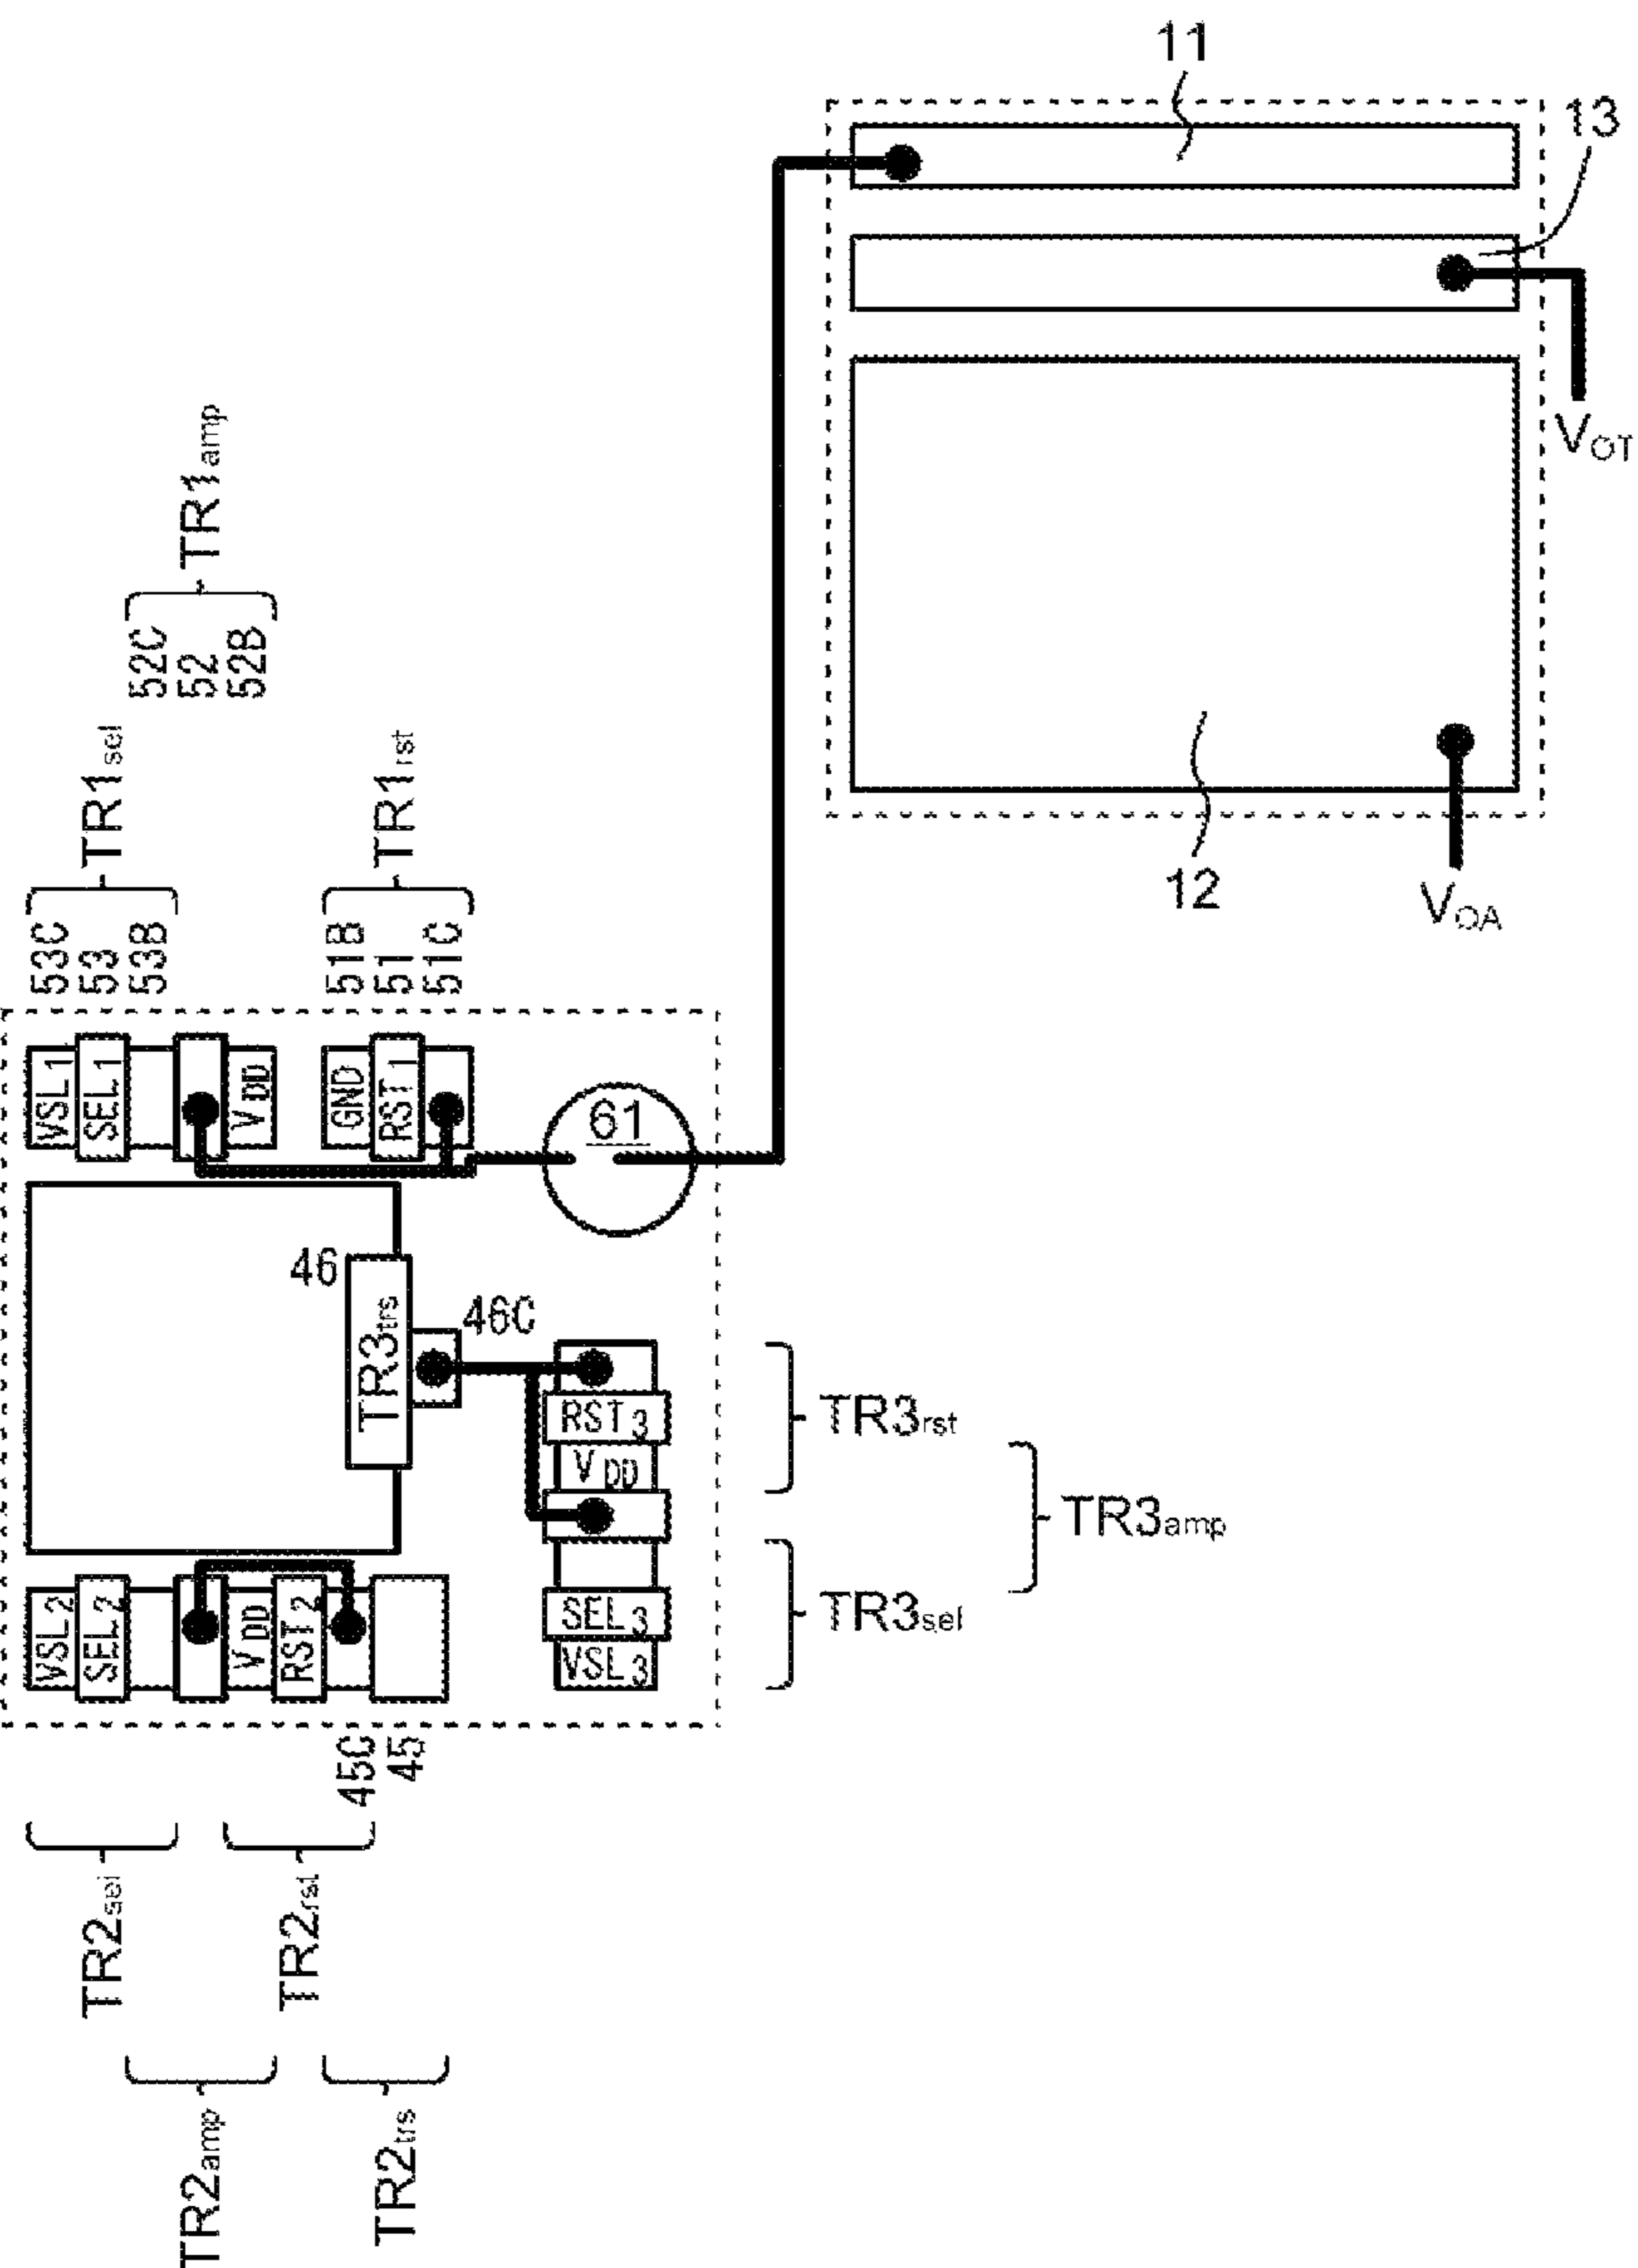 11
13
V_OT
12
V_OA
TR1amp
52C
52
52B
TR1sel
53C
53
53B
TR1rst
51B
51
51C
VSL1
SEL1
VDD
GND
RST1
61
46
TR3trs
46C
RST3
VDD
SEL3
VSL3
TR3rst
TR3amp
TR3sel
VSL2
SEL2
VDD
RST2
45C
45
TR2sel
TR2rst
TR2amp
TR2trs